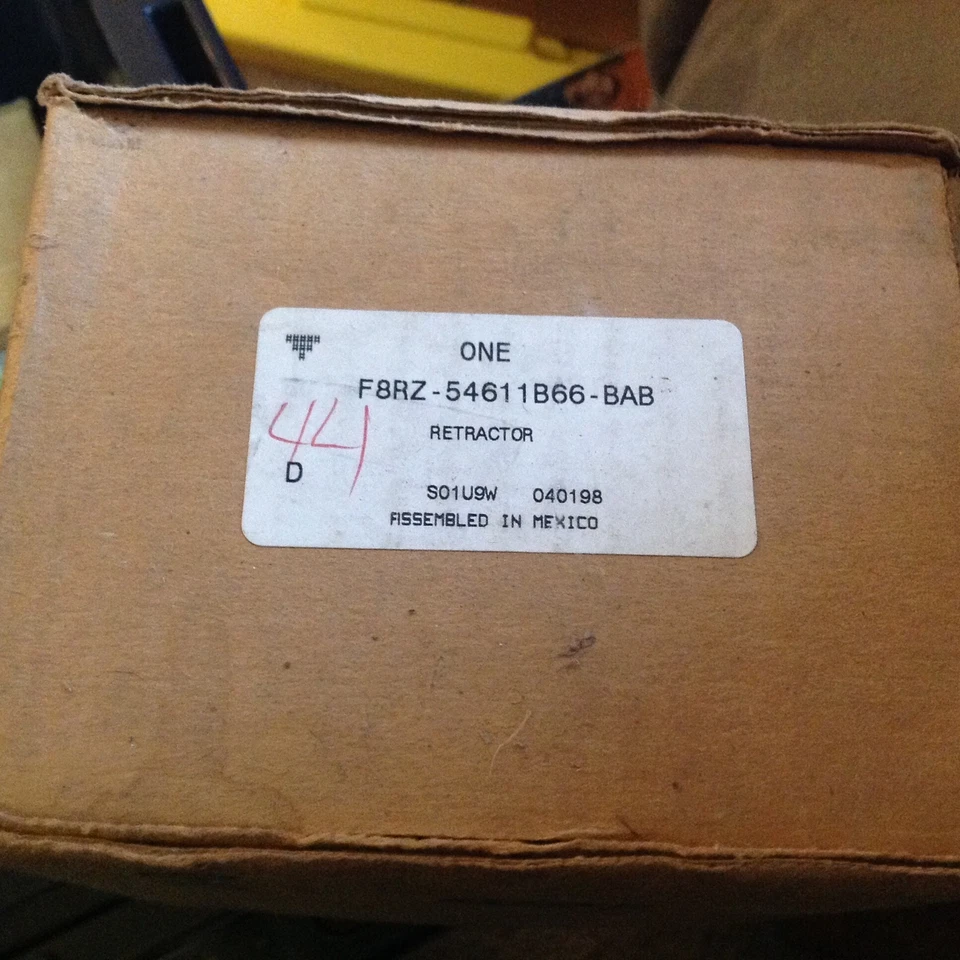 ONE
F8RZ-54611B66-BAB
44
RETRACTOR
D
S01U9W 040198
ASSEMBLED IN MEXICO